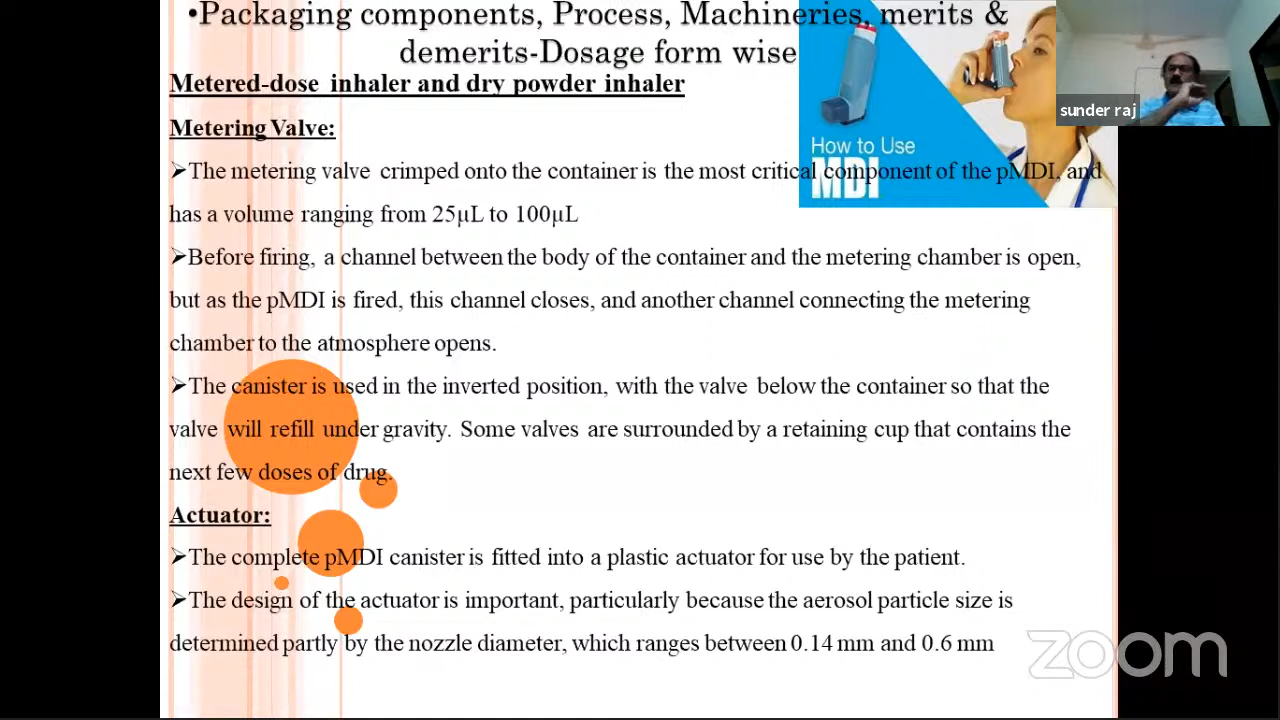 •Packaging components, Process, Machineries, merits &
demerits-Dosage form wise
Metered-dose inhaler and dry powder inhaler
sunder raj
Metering Valve:
How to Use
MDI
➢The metering valve crimped onto the container is the most critical component of the pMDI, and
has a volume ranging from 25µL to 100µL
➢Before firing, a channel between the body of the container and the metering chamber is open,
but as the pMDI is fired, this channel closes, and another channel connecting the metering
chamber to the atmosphere opens.
➢The canister is used in the inverted position, with the valve below the container so that the
valve will refill under gravity. Some valves are surrounded by a retaining cup that contains the
next few doses of drug.
Actuator:
➢The complete pMDI canister is fitted into a plastic actuator for use by the patient.
➢The design of the actuator is important, particularly because the aerosol particle size is
determined partly by the nozzle diameter, which ranges between 0.14 mm and 0.6 mm
zoom